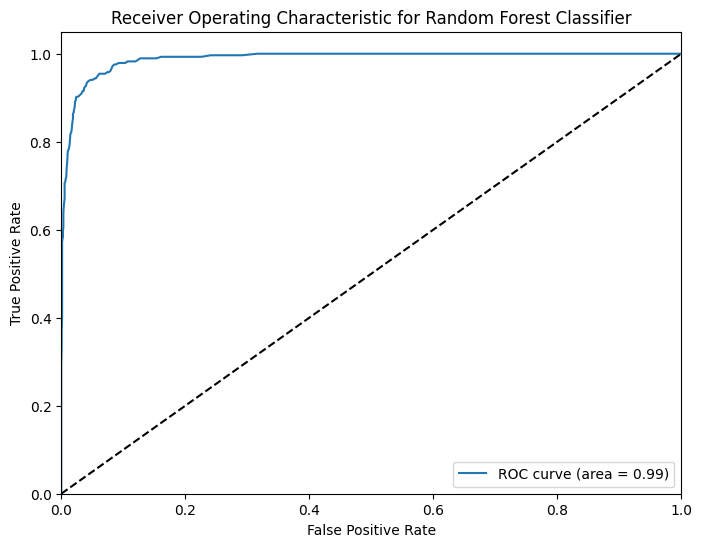 Receiver Operating Characteristic for Random Forest Classifier
1.0
0.8
0.6
0.4
0.2
0.0
True Positive Rate
ROC curve (area = 0.99)
0.0 0.2 0.4 0.6 0.8 1.0
False Positive Rate